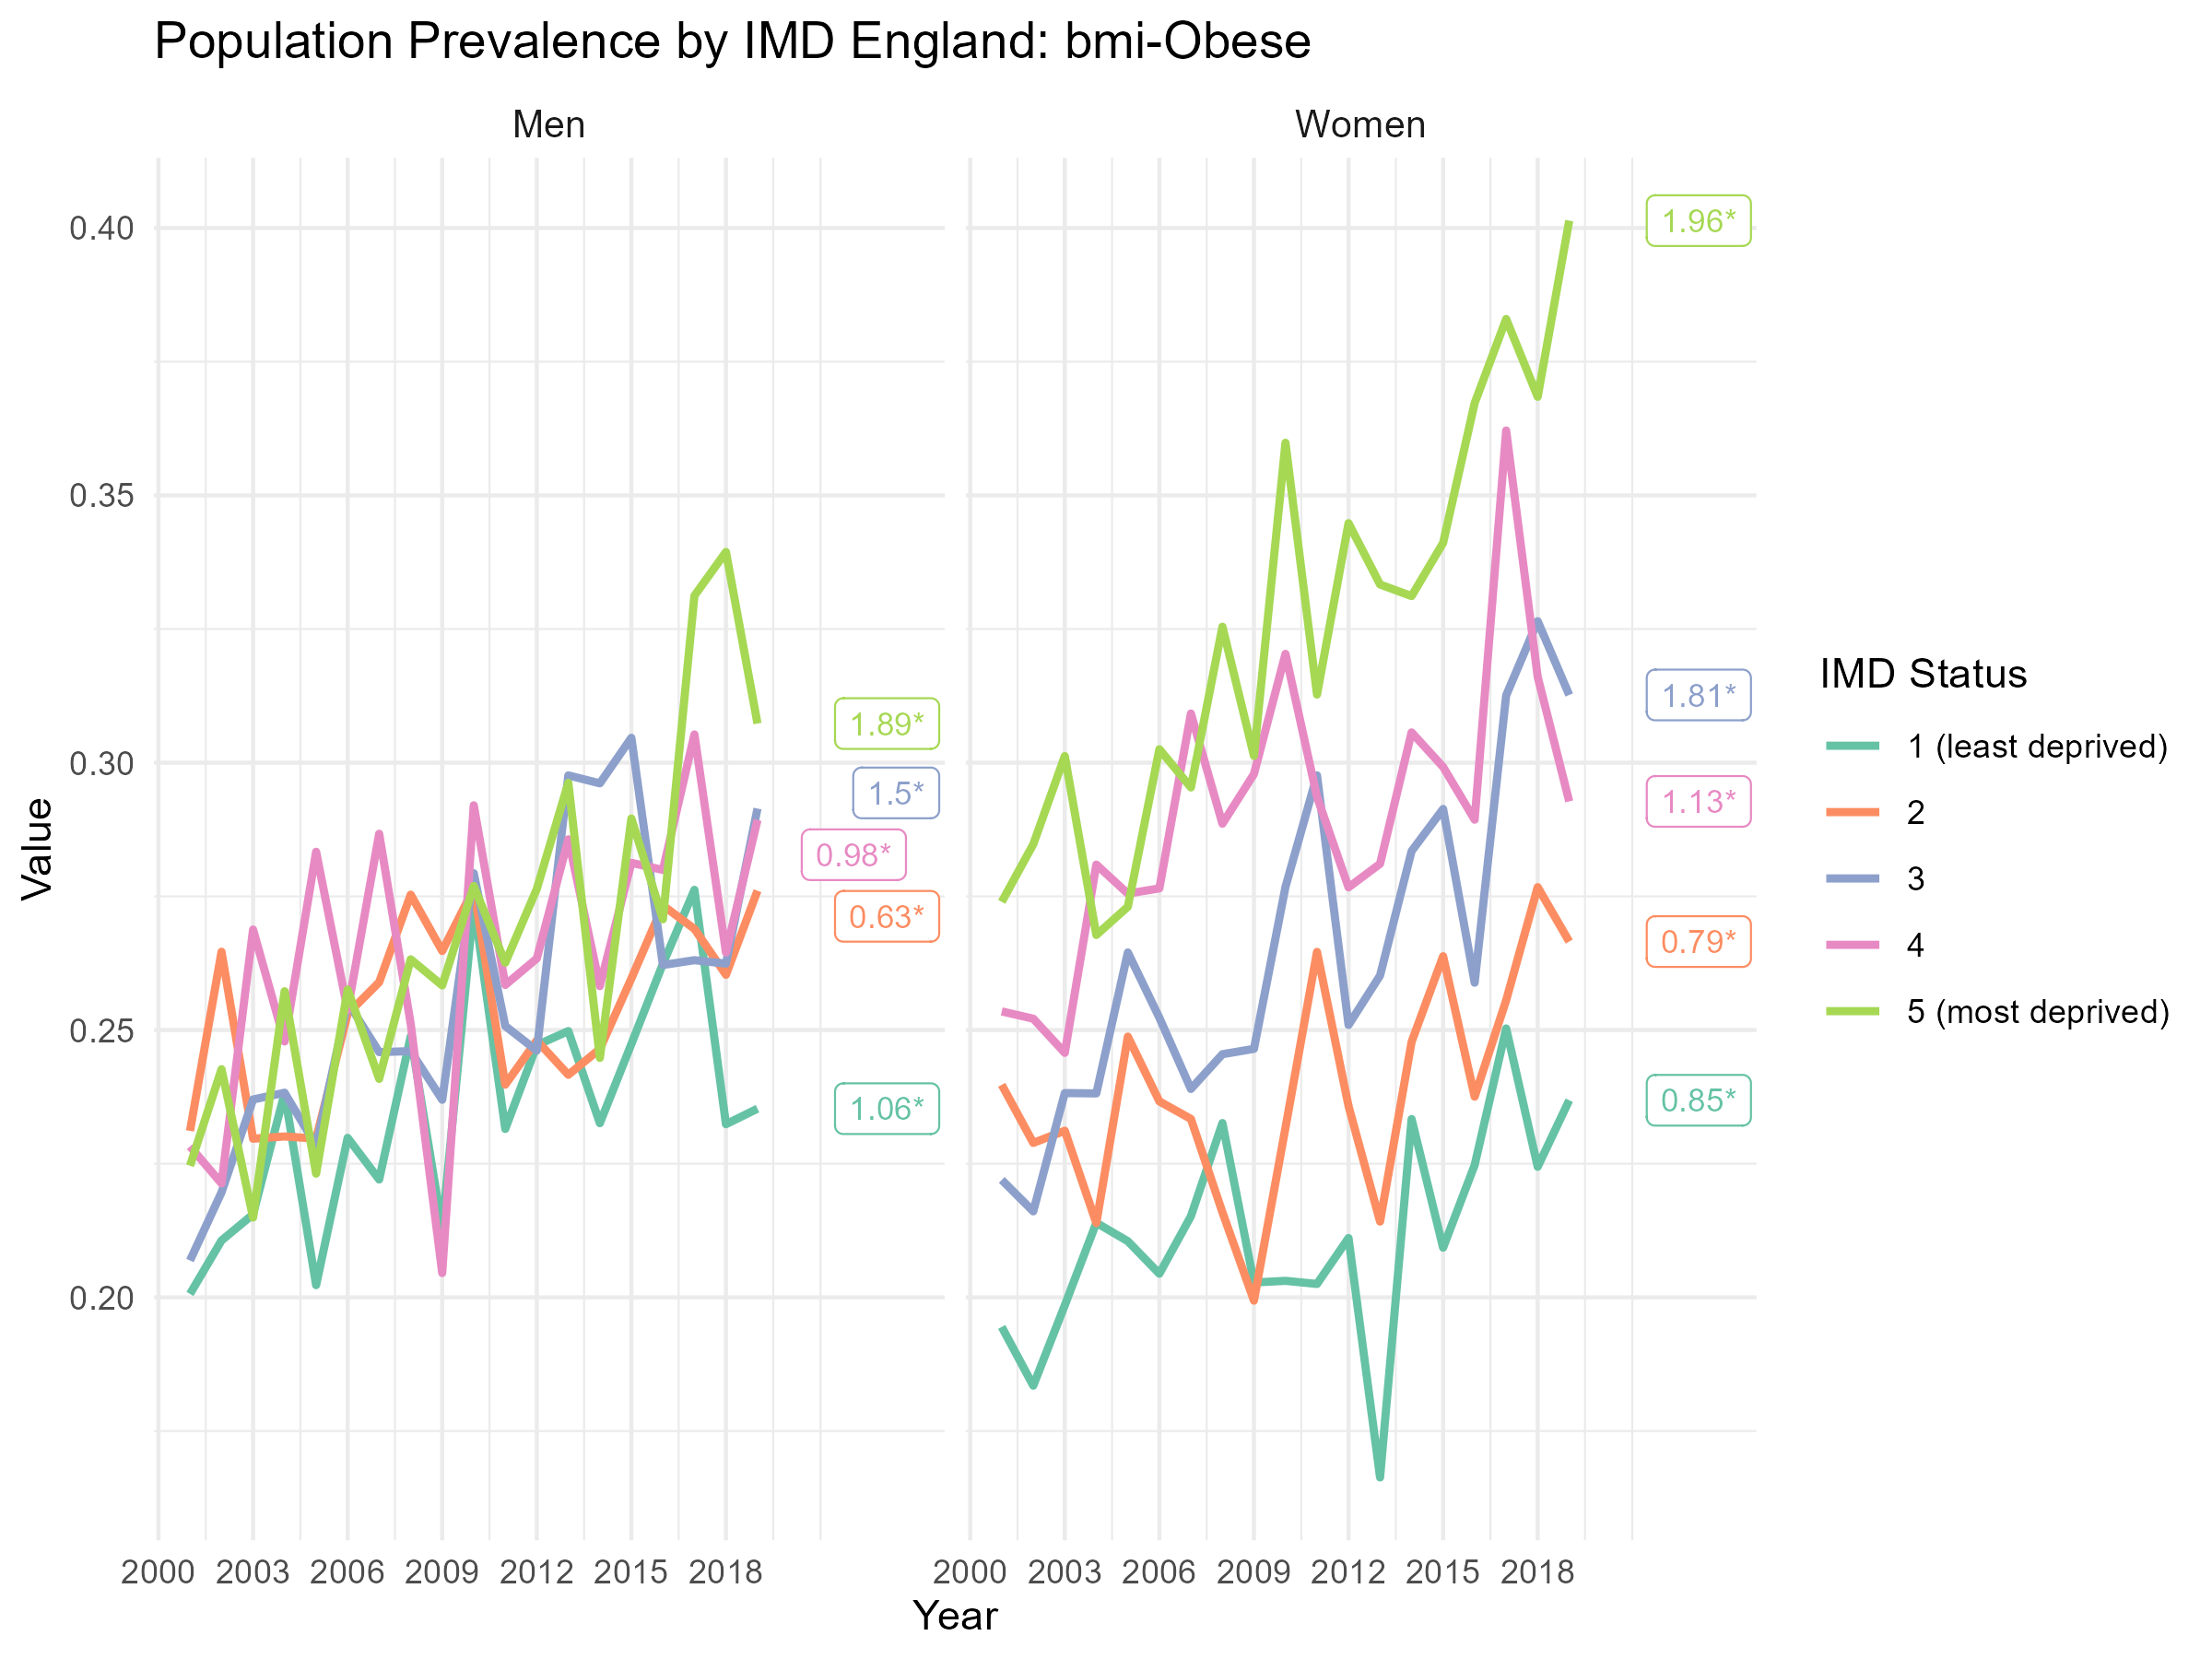 Population Prevalence by IMD England: bmi-Obese
Men
Women
Value
0.40
0.35
0.30
0.25
0.20
1.89*
1.5*
0.98*
0.63*
1.06*
1.96*
1.81*
1.13*
0.79*
0.85*
2000 2003 2006 2009 2012 2015 2018
2000 2003 2006 2009 2012 2015 2018
Year
IMD Status
1 (least deprived)
2
3
4
5 (most deprived)